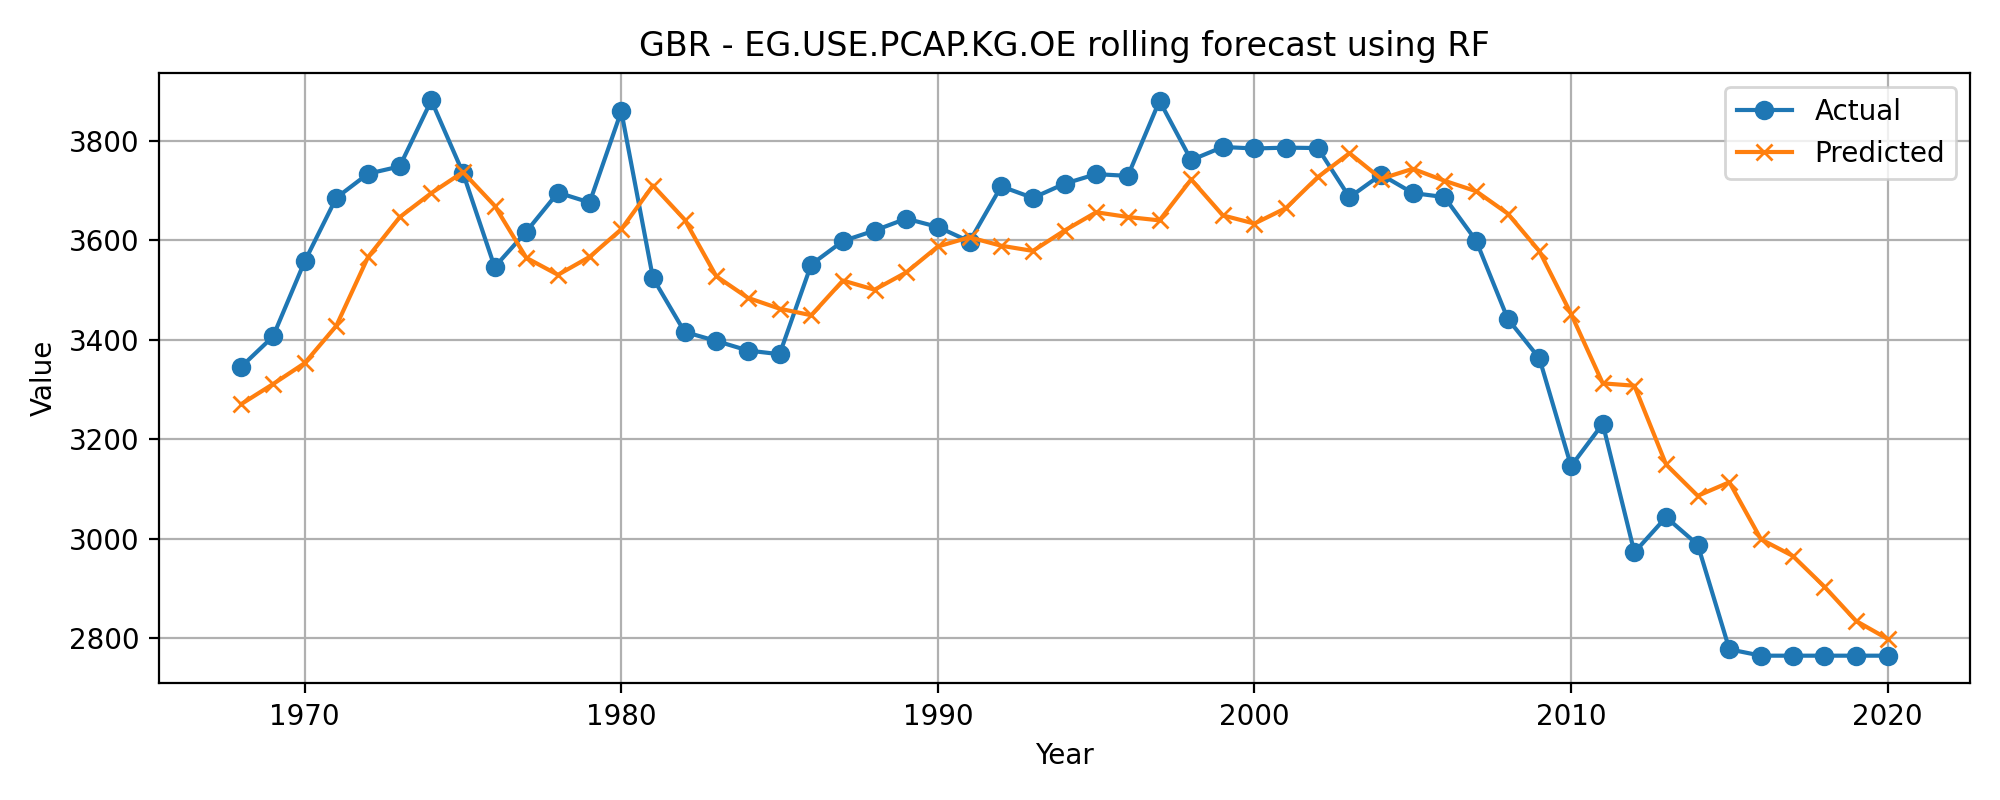 GBR - EG.USE.PCAP.KG.OE rolling forecast using RF
Actual
Predicted
3800
3600
3400
3200
3000
2800
Value
1970 1980 1990 2000 2010 2020
Year